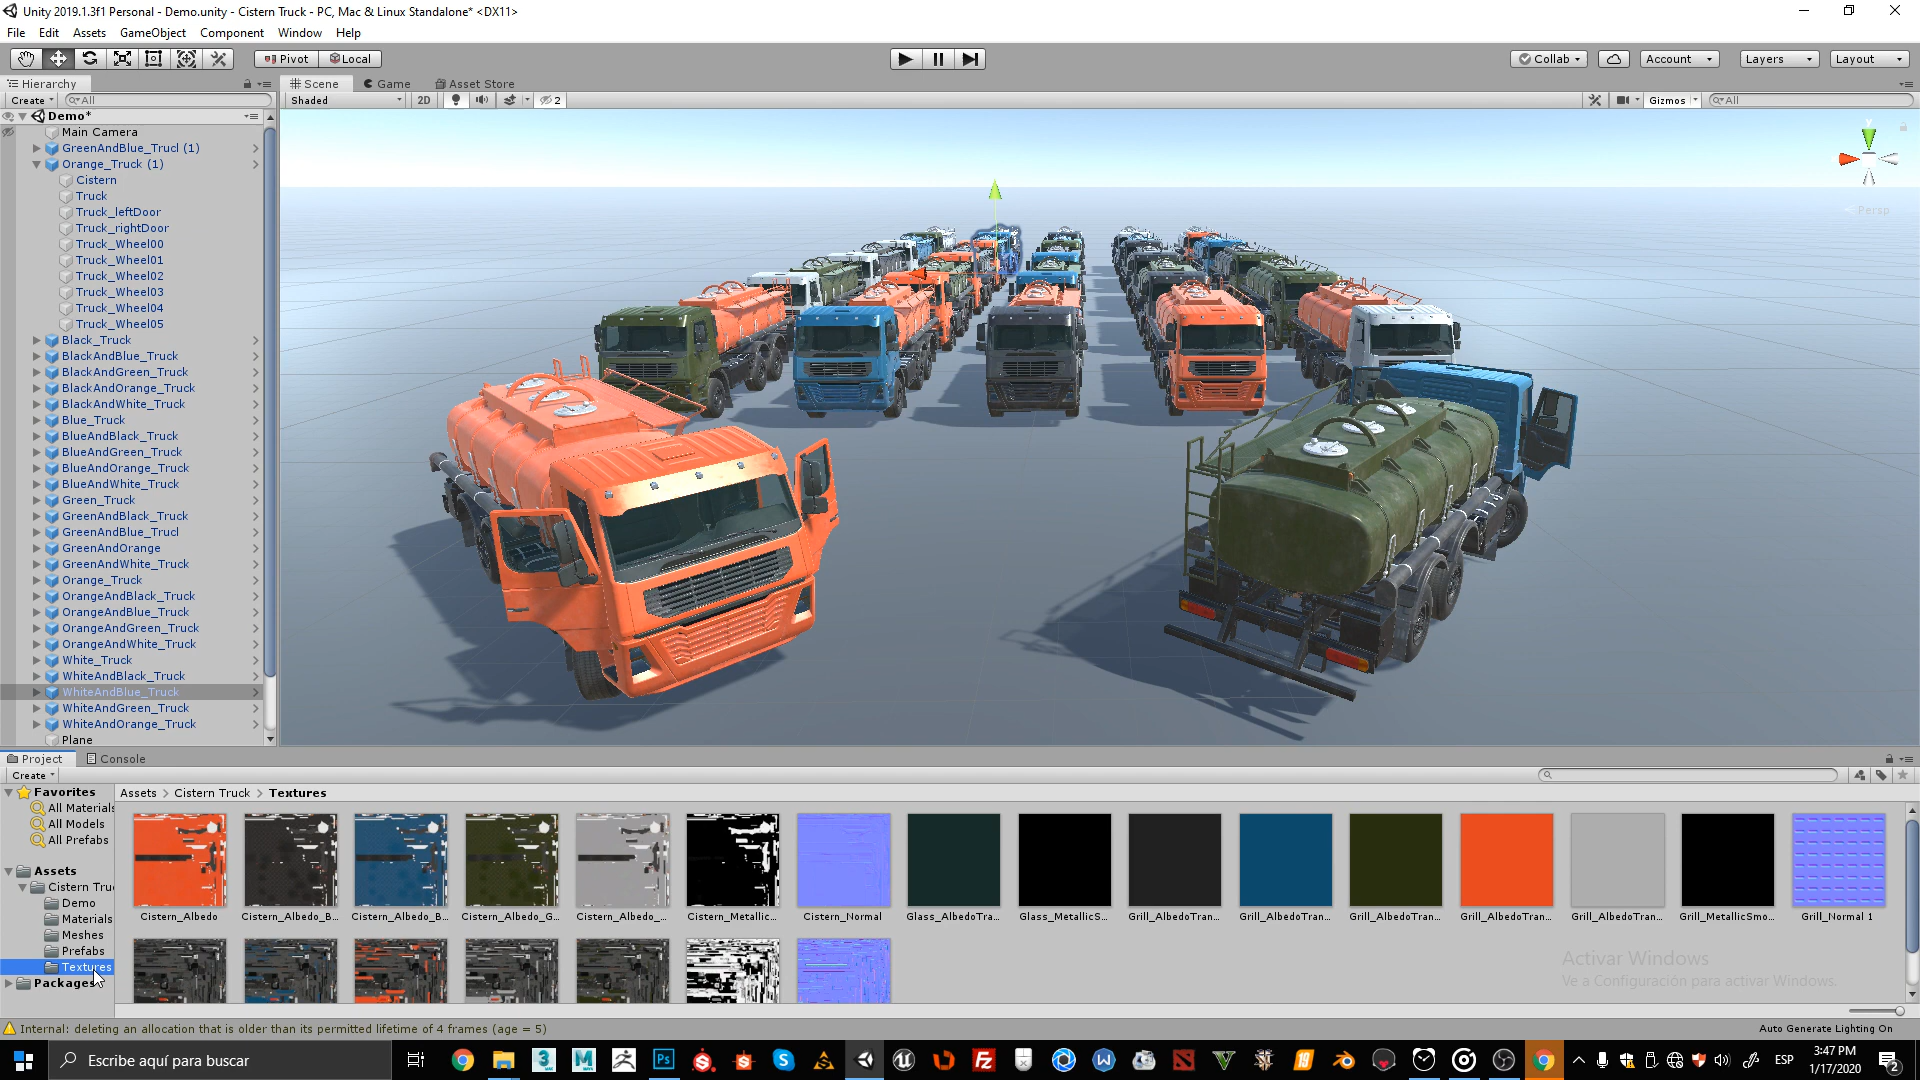 Unity 2019.1.3f1 Personal - Demo.unity - Cistern Truck - PC, Mac & Linux Standalone* <DX11>
File Edit Assets GameObject Component Window Help
Pivot Local Collab Account Layers Layout
Hierarchy Scene Game Asset Store
Create All Shaded 2D 2 Gizmos All
Demo*
Main Camera
GreenAndBlue_Trucl (1)
Orange_Truck (1)
Cistern
Truck
Truck_leftDoor
Truck_rightDoor
Truck_Wheel00
Truck_Wheel01
Truck_Wheel02
Truck_Wheel03
Truck_Wheel04
Truck_Wheel05
Black_Truck
BlackAndBlue_Truck
BlackAndGreen_Truck
BlackAndOrange_Truck
BlackAndWhite_Truck
Blue_Truck
BlueAndBlack_Truck
BlueAndGreen_Truck
BlueAndOrange_Truck
BlueAndWhite_Truck
Green_Truck
GreenAndBlack_Truck
GreenAndBlue_Trucl
GreenAndOrange
GreenAndWhite_Truck
Orange_Truck
OrangeAndBlack_Truck
OrangeAndBlue_Truck
OrangeAndGreen_Truck
OrangeAndWhite_Truck
White_Truck
WhiteAndBlack_Truck
WhiteAndBlue_Truck
WhiteAndGreen_Truck
WhiteAndOrange_Truck
Plane
y
Persp
Project Console
Create
Favorites
All Materials
All Models
All Prefabs
Assets
Cistern Tru
Demo
Materials
Meshes
Prefabs
Textures
Packages
Assets > Cistern Truck > Textures
Cistern_Albedo Cistern_Albedo_B... Cistern_Albedo_B... Cistern_Albedo_G... Cistern_Albedo_... Cistern_Metallic... Cistern_Normal Glass_AlbedoTra... Glass_MetallicS... Grill_AlbedoTran... Grill_AlbedoTran... Grill_AlbedoTran... Grill_AlbedoTran... Grill_AlbedoTran... Grill_MetallicSmo... Grill_Normal 1
Activar Windows
Ve a Configuración para activar Windows.
Internal: deleting an allocation that is older than its permitted lifetime of 4 frames (age = 5)
Auto Generate Lighting On
Escribe aquí para buscar
ESP
3:47 PM
1/17/2020
2